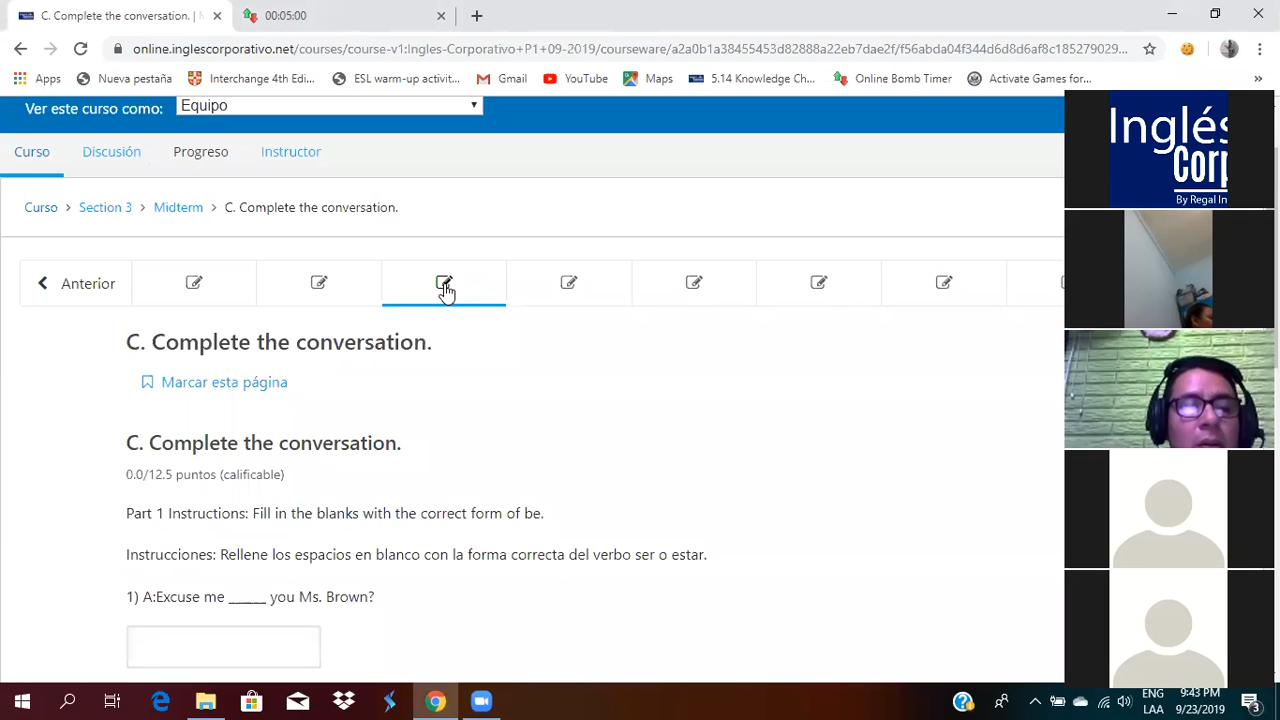 C. Complete the conversation. |
00:05:00
online.inglescorporativo.net/courses/course-v1:Ingles-Corporativo+P1+09-2019/courseware/a2a0b1a38455453d82888a22eb7dae2f/f56abda04f344d6d8d6af8c185279029...
Apps Nueva pestaña Interchange 4th Edi... ESL warm-up activit... Gmail YouTube Maps 5.14 Knowledge Ch... Online Bomb Timer Activate Games for...
Ver este curso como: Equipo
Curso Discusión Progreso Instructor
Curso > Section 3 > Midterm > C. Complete the conversation.
Anterior
C. Complete the conversation.
Marcar esta página
C. Complete the conversation.
0.0/12.5 puntos (calificable)
Part 1 Instructions: Fill in the blanks with the correct form of be.
Instrucciones: Rellene los espacios en blanco con la forma correcta del verbo ser o estar.
1) A:Excuse me _____ you Ms. Brown?
Inglés
Corp
By Regal In
ENG 9:43 PM
LAA 9/23/2019 3